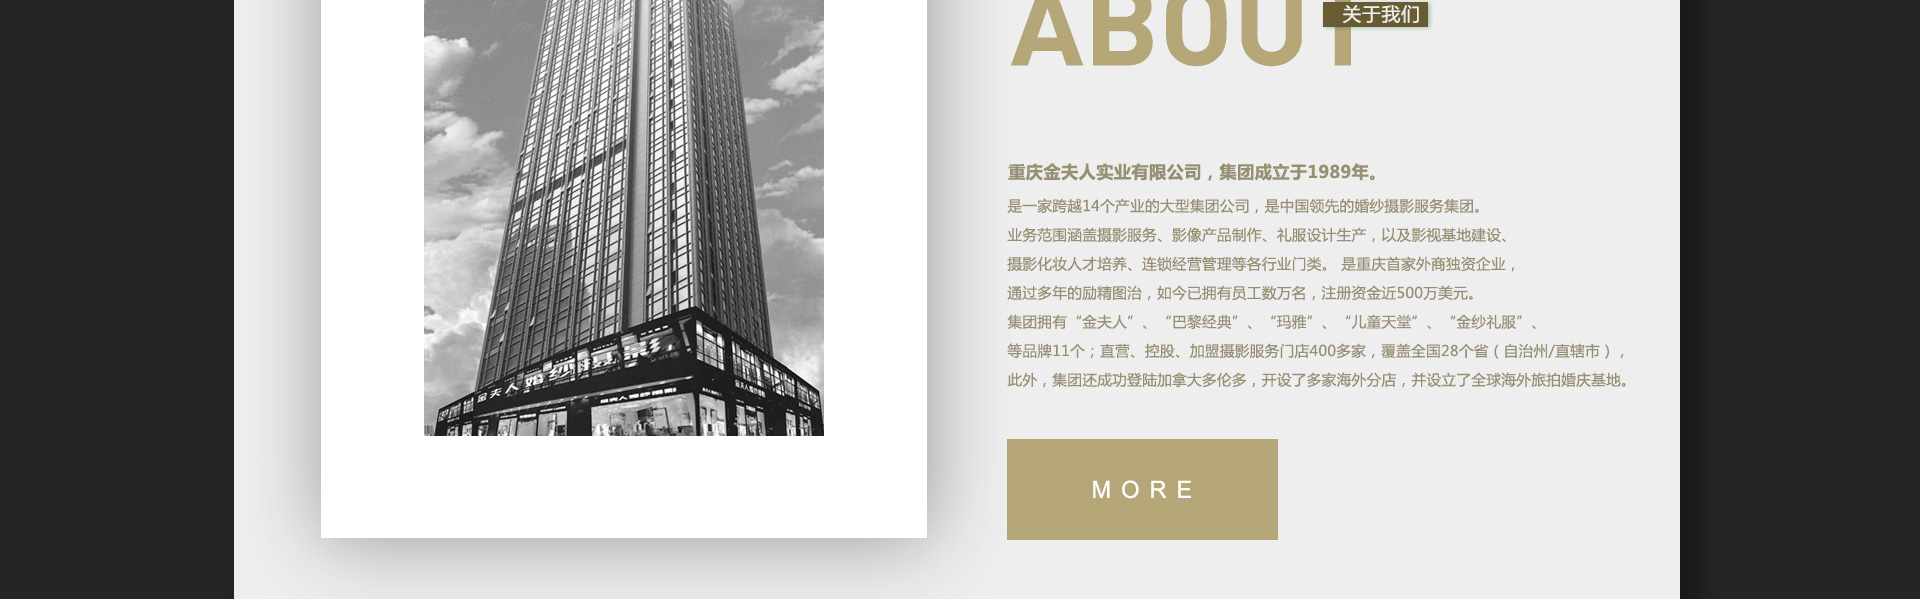 ABOUT
关于我们
重庆金夫人实业有限公司，集团成立于1989年。
是一家跨越14个产业的大型集团公司，是中国领先的婚纱摄影服务集团。
业务范围涵盖摄影服务、影像产品制作、礼服设计生产，以及影视基地建设、
摄影化妆人才培养、连锁经营管理等各行业门类。 是重庆首家外商独资企业，
通过多年的励精图治，如今已拥有员工数万名，注册资金近500万美元。
集团拥有“金夫人”、“巴黎经典”、“玛雅”、“儿童天堂”、“金纱礼服”、
等品牌11个；直营、控股、加盟摄影服务门店400多家，覆盖全国28个省（自治州/直辖市），
此外，集团还成功登陆加拿大多伦多，开设了多家海外分店，并设立了全球海外旅拍婚庆基地。
MORE
金夫人婚纱摄影